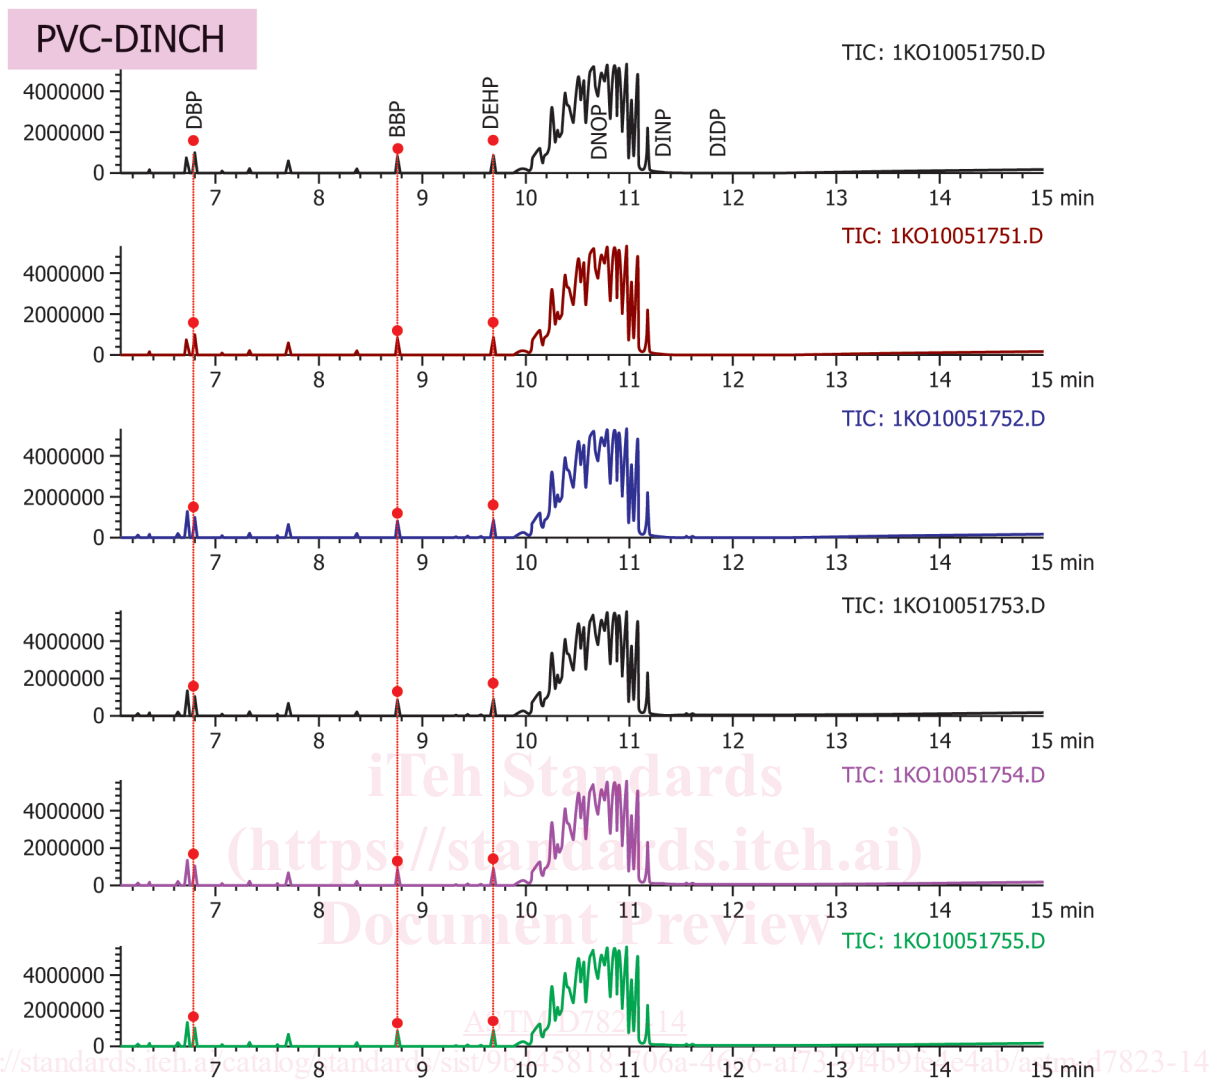 PVC-DINCH
TIC: 1KO10051750.D
4000000
2000000
0
DBP
BBP
DEHP
DNOP
DINP
DIDP
7 8 9 10 11 12 13 14 15 min
TIC: 1KO10051751.D
4000000
2000000
0
7 8 9 10 11 12 13 14 15 min
TIC: 1KO10051752.D
4000000
2000000
0
7 8 9 10 11 12 13 14 15 min
TIC: 1KO10051753.D
4000000
2000000
0
7 8 9 10 11 12 13 14 15 min
iTeh Standards
TIC: 1KO10051754.D
4000000
2000000
0
(https://standards.iteh.ai)
7 8 9 10 11 12 13 14 15 min
Document Preview
TIC: 1KO10051755.D
4000000
2000000
0
7 8 9 10 11 12 13 14 15 min